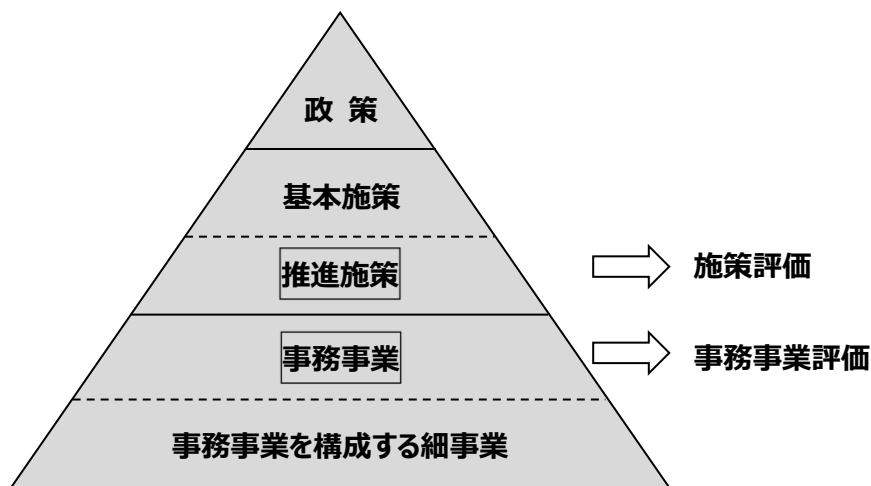 政 策
基本施策
推進施策
施策評価
事務事業
事務事業評価
事務事業を構成する細事業